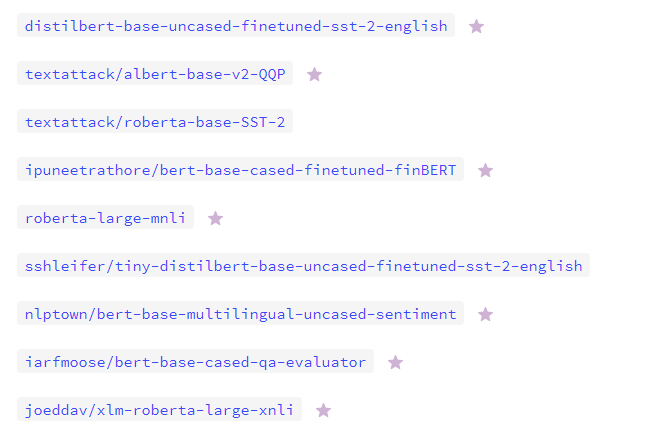 distilbert-base-uncased-finetuned-sst-2-english
textattack/albert-base-v2-QQP
textattack/roberta-base-SST-2
ipuneetrathore/bert-base-cased-finetuned-finBERT
roberta-large-mnli
sshleifer/tiny-distilbert-base-uncased-finetuned-sst-2-english
nlptown/bert-base-multilingual-uncased-sentiment
iarfmoose/bert-base-cased-qa-evaluator
joeddav/xlm-roberta-large-xnli